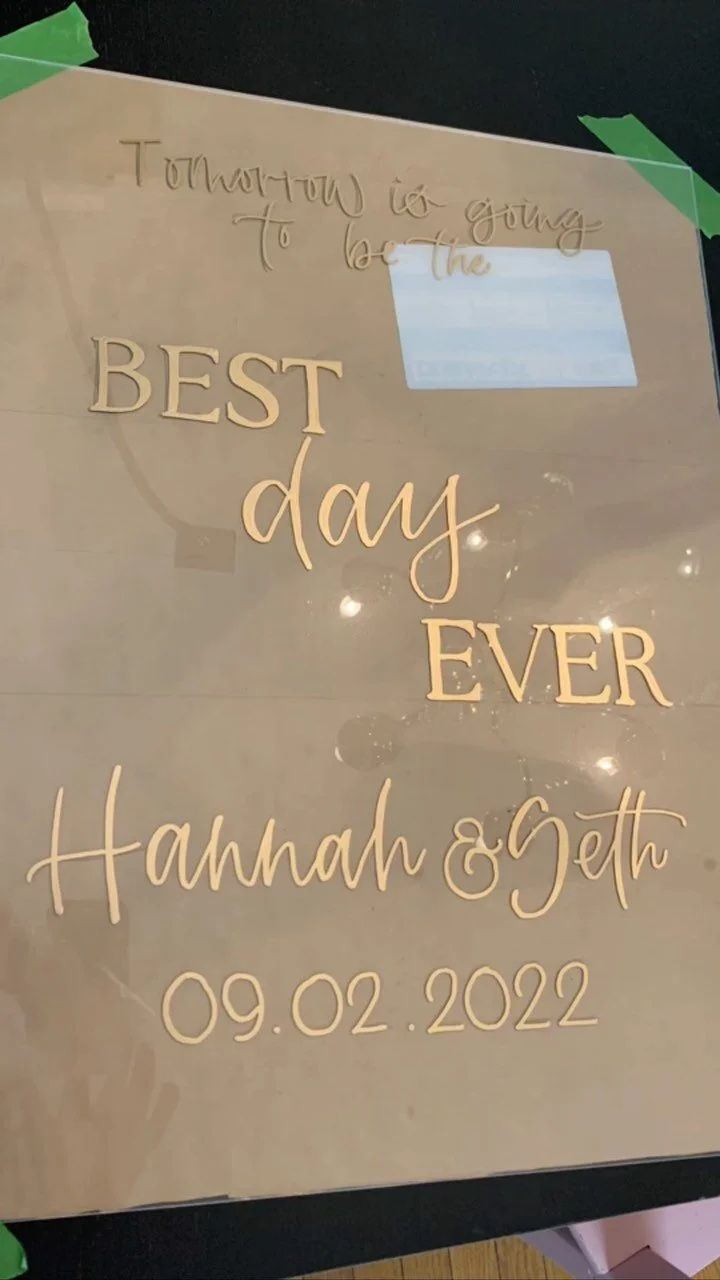 Tomorrow is going
to be the
BEST
day
EVER
Hannah & Seth
09.02.2022